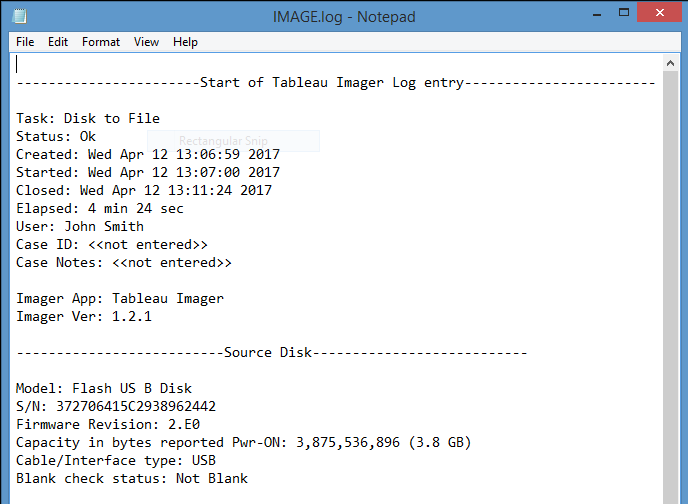 IMAGE.log - Notepad
File Edit Format View Help
-----------------------Start of Tableau Imager Log entry------------------------
Task: Disk to File
Status: Ok
Rectangular Snip
Created: Wed Apr 12 13:06:59 2017
Started: Wed Apr 12 13:07:00 2017
Closed: Wed Apr 12 13:11:24 2017
Elapsed: 4 min 24 sec
User: John Smith
Case ID: <<not entered>>
Case Notes: <<not entered>>
Imager App: Tableau Imager
Imager Ver: 1.2.1
--------------------------Source Disk---------------------------
Model: Flash US B Disk
S/N: 372706415C2938962442
Firmware Revision: 2.E0
Capacity in bytes reported Pwr-ON: 3,875,536,896 (3.8 GB)
Cable/Interface type: USB
Blank check status: Not Blank